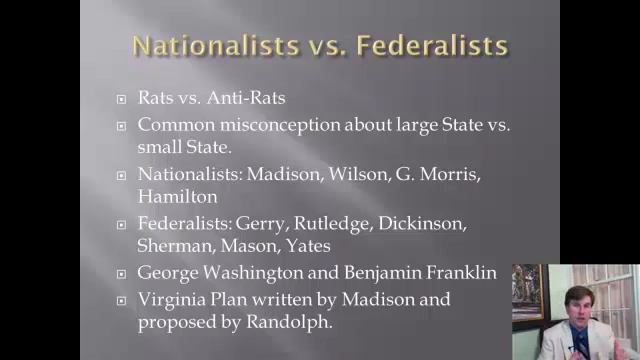 Nationalists vs. Federalists
Rats vs. Anti-Rats
Common misconception about large State vs.
small State.
Nationalists: Madison, Wilson, G. Morris,
Hamilton
Federalists: Gerry, Rutledge, Dickinson,
Sherman, Mason, Yates
George Washington and Benjamin Franklin
Virginia Plan written by Madison and
proposed by Randolph.